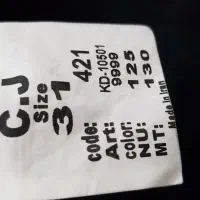 C.J
Size
31
code: 421
Art: KD-10501
color: 9999
NU: 125
MT: 130
Made In Iran